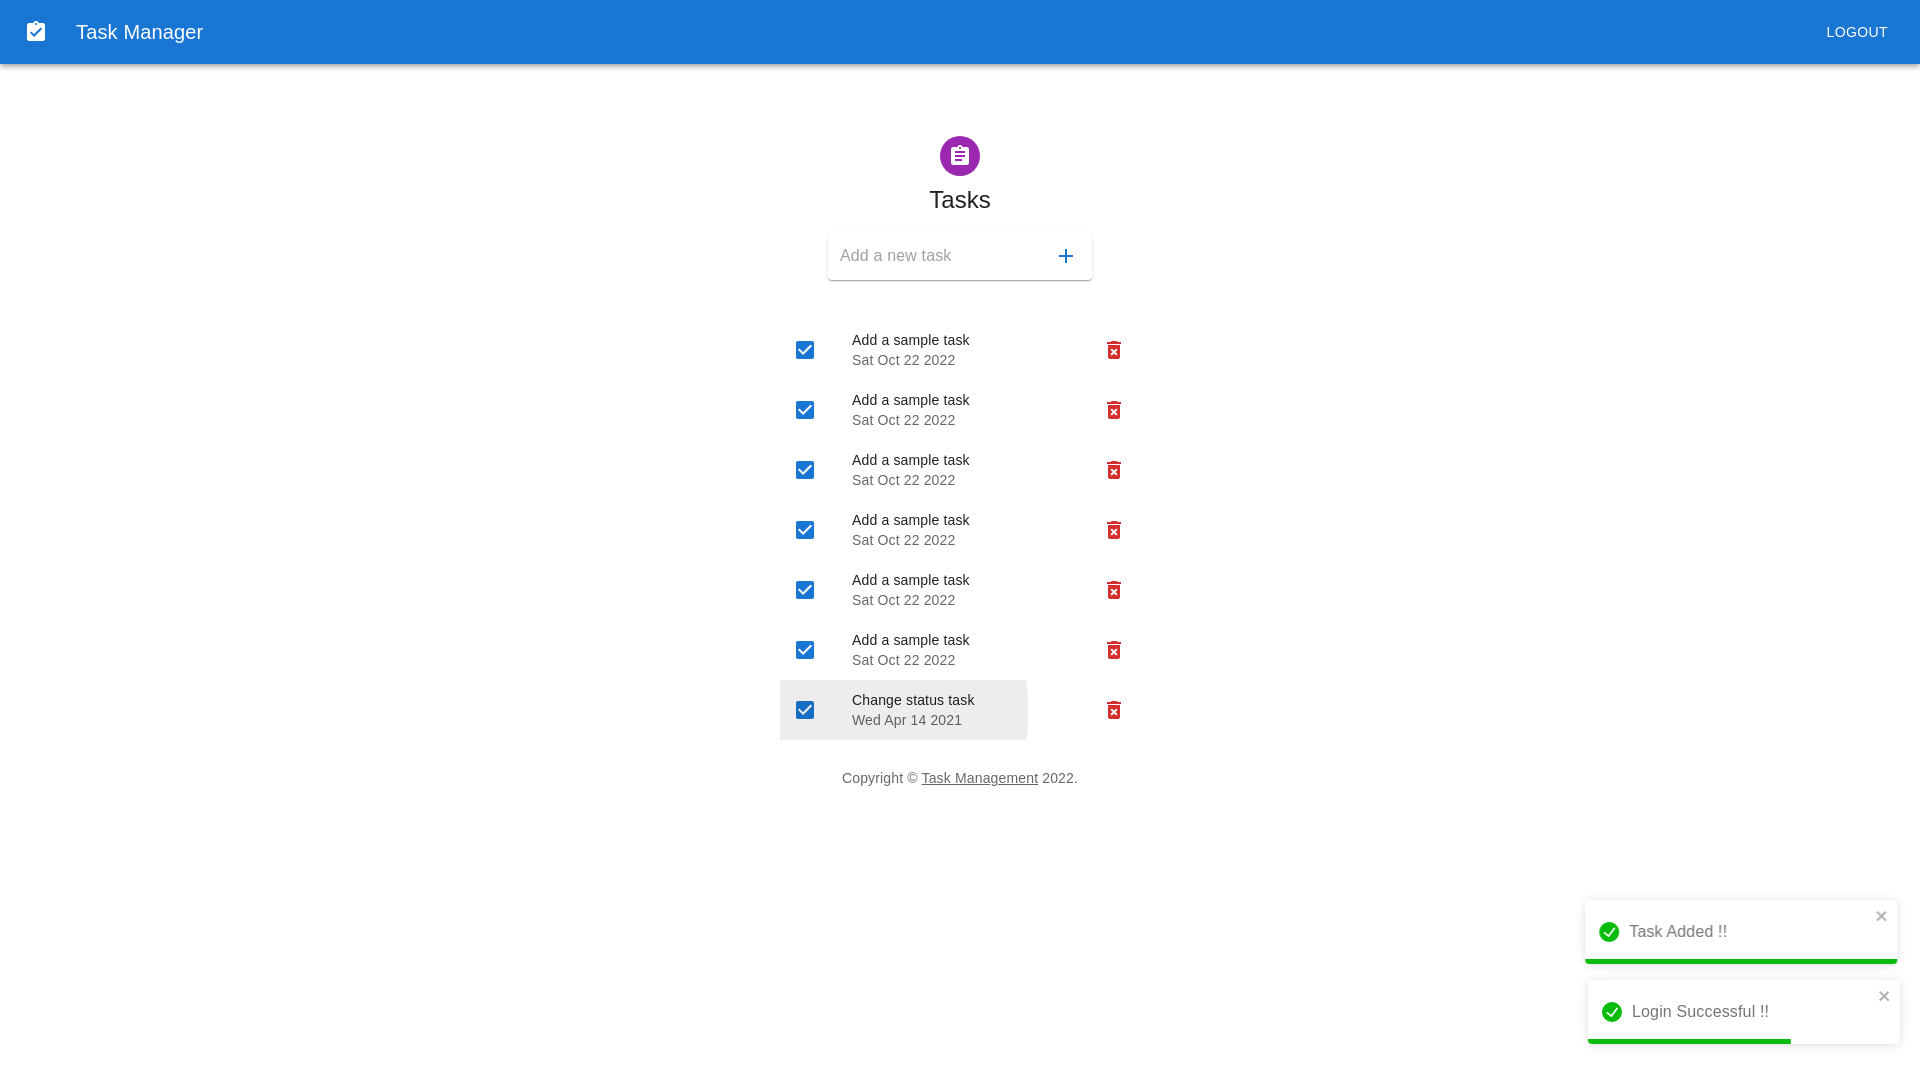 Task Manager
LOGOUT
Tasks
Add a new task
Add a sample task
Sat Oct 22 2022
Add a sample task
Sat Oct 22 2022
Add a sample task
Sat Oct 22 2022
Add a sample task
Sat Oct 22 2022
Add a sample task
Sat Oct 22 2022
Add a sample task
Sat Oct 22 2022
Change status task
Wed Apr 14 2021
Copyright © Task Management 2022.
Task Added !!
Login Successful !!